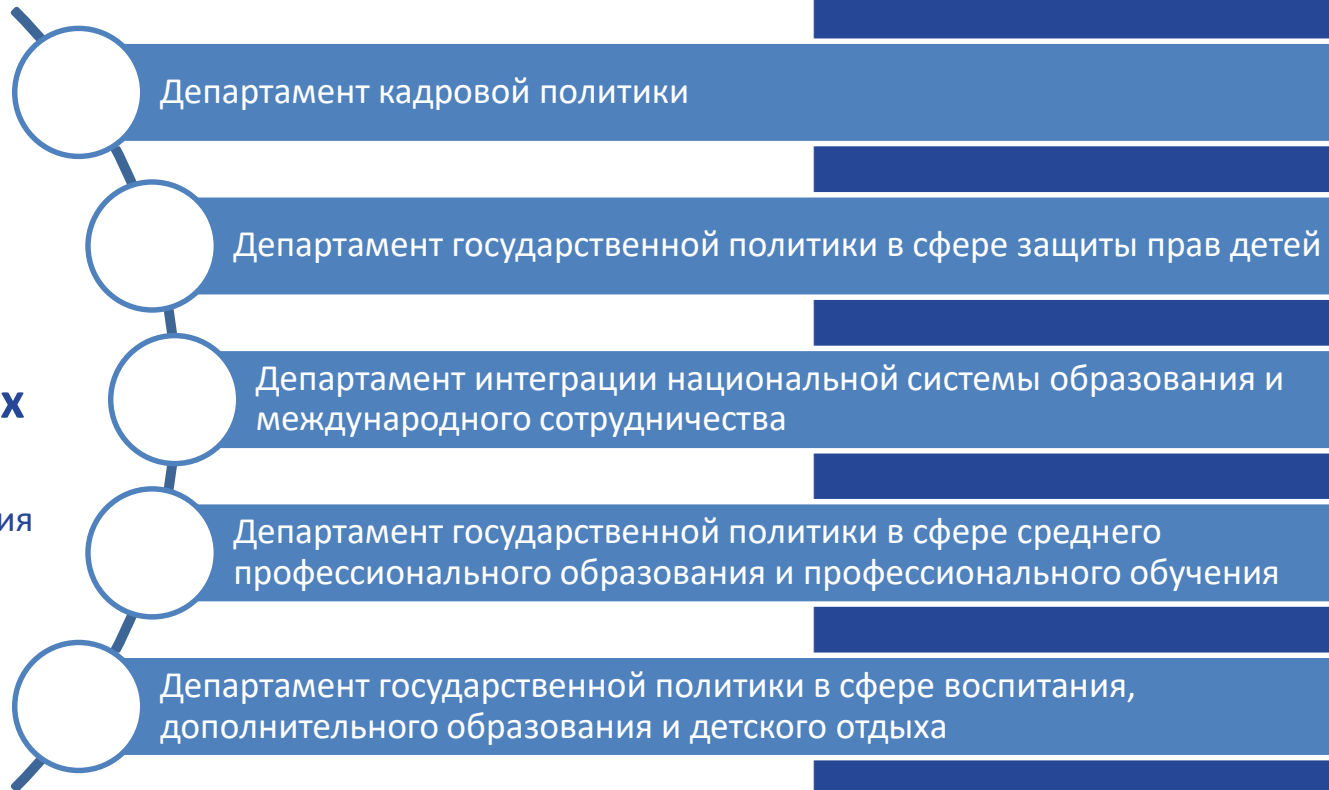 Департамент кадровой политики
Департамент государственной политики в сфере защиты прав детей
х
Департамент интеграции национальной системы образования и
международного сотрудничества
ия
Департамент государственной политики в сфере среднего
профессионального образования и профессионального обучения
Департамент государственной политики в сфере воспитания,
дополнительного образования и детского отдыха